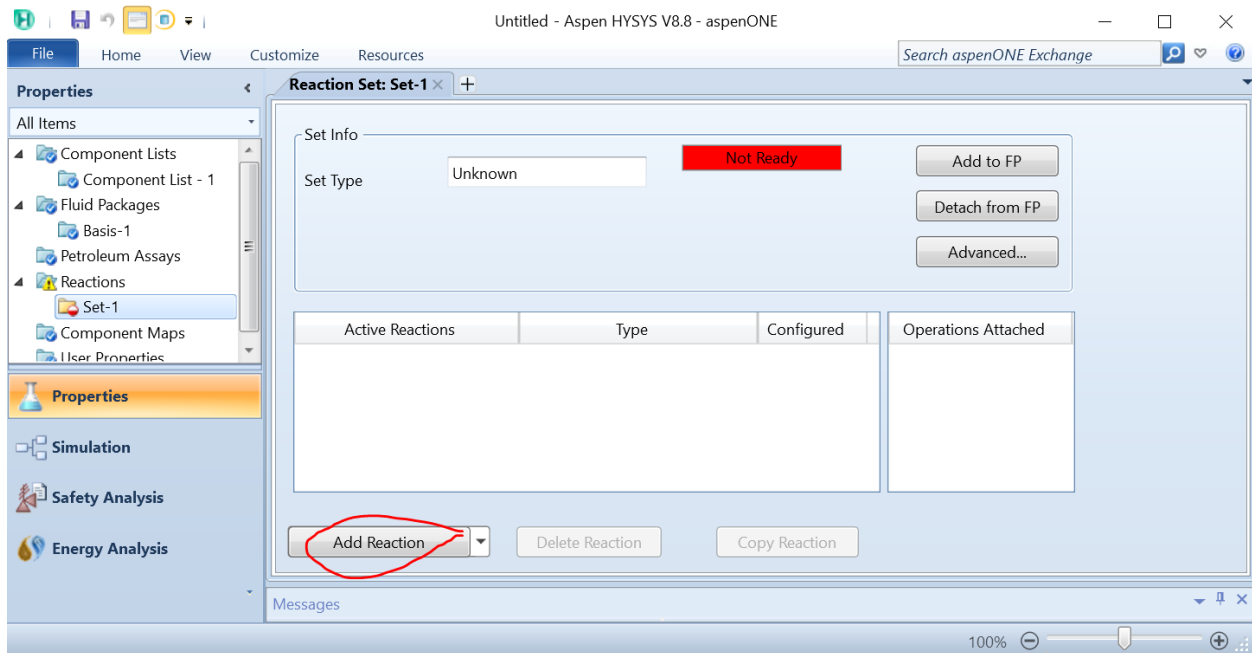 Untitled - Aspen HYSYS V8.8 - aspenONE
File Home View Customize Resources
Search aspenONE Exchange
Properties
Reaction Set: Set-1
All Items
Component Lists
Component List - 1
Fluid Packages
Basis-1
Petroleum Assays
Reactions
Set-1
Component Maps
User Properties
Properties
Simulation
Safety Analysis
Energy Analysis
Set Info
Set Type Unknown
Not Ready
Add to FP
Detach from FP
Advanced...
Active Reactions Type Configured Operations Attached
Add Reaction Delete Reaction Copy Reaction
Messages
100%